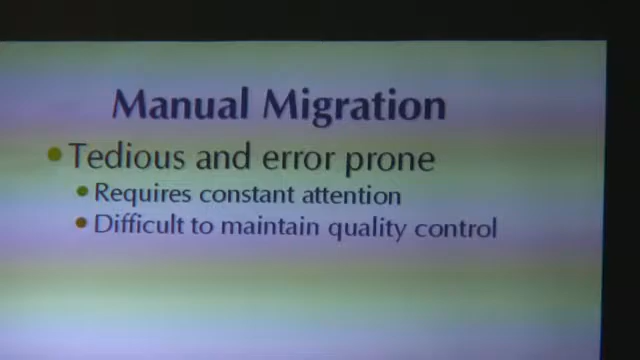 Manual Migration
Tedious and error prone
Requires constant attention
Difficult to maintain quality control